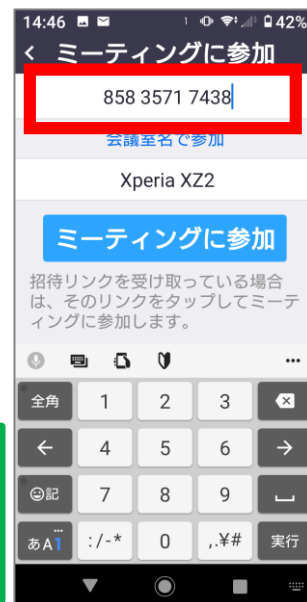 14:46 42%
< ミーティングに参加
858 3571 7438
会議室名で参加
Xperia XZ2
ミーティングに参加
招待リンクを受け取っている場合
は、そのリンクをタップしてミーテ
ィングに参加します。
全角 1 2 3
← 4 5 6 →
記 7 8 9
あA1 :/-* 0 ,.¥# 実行